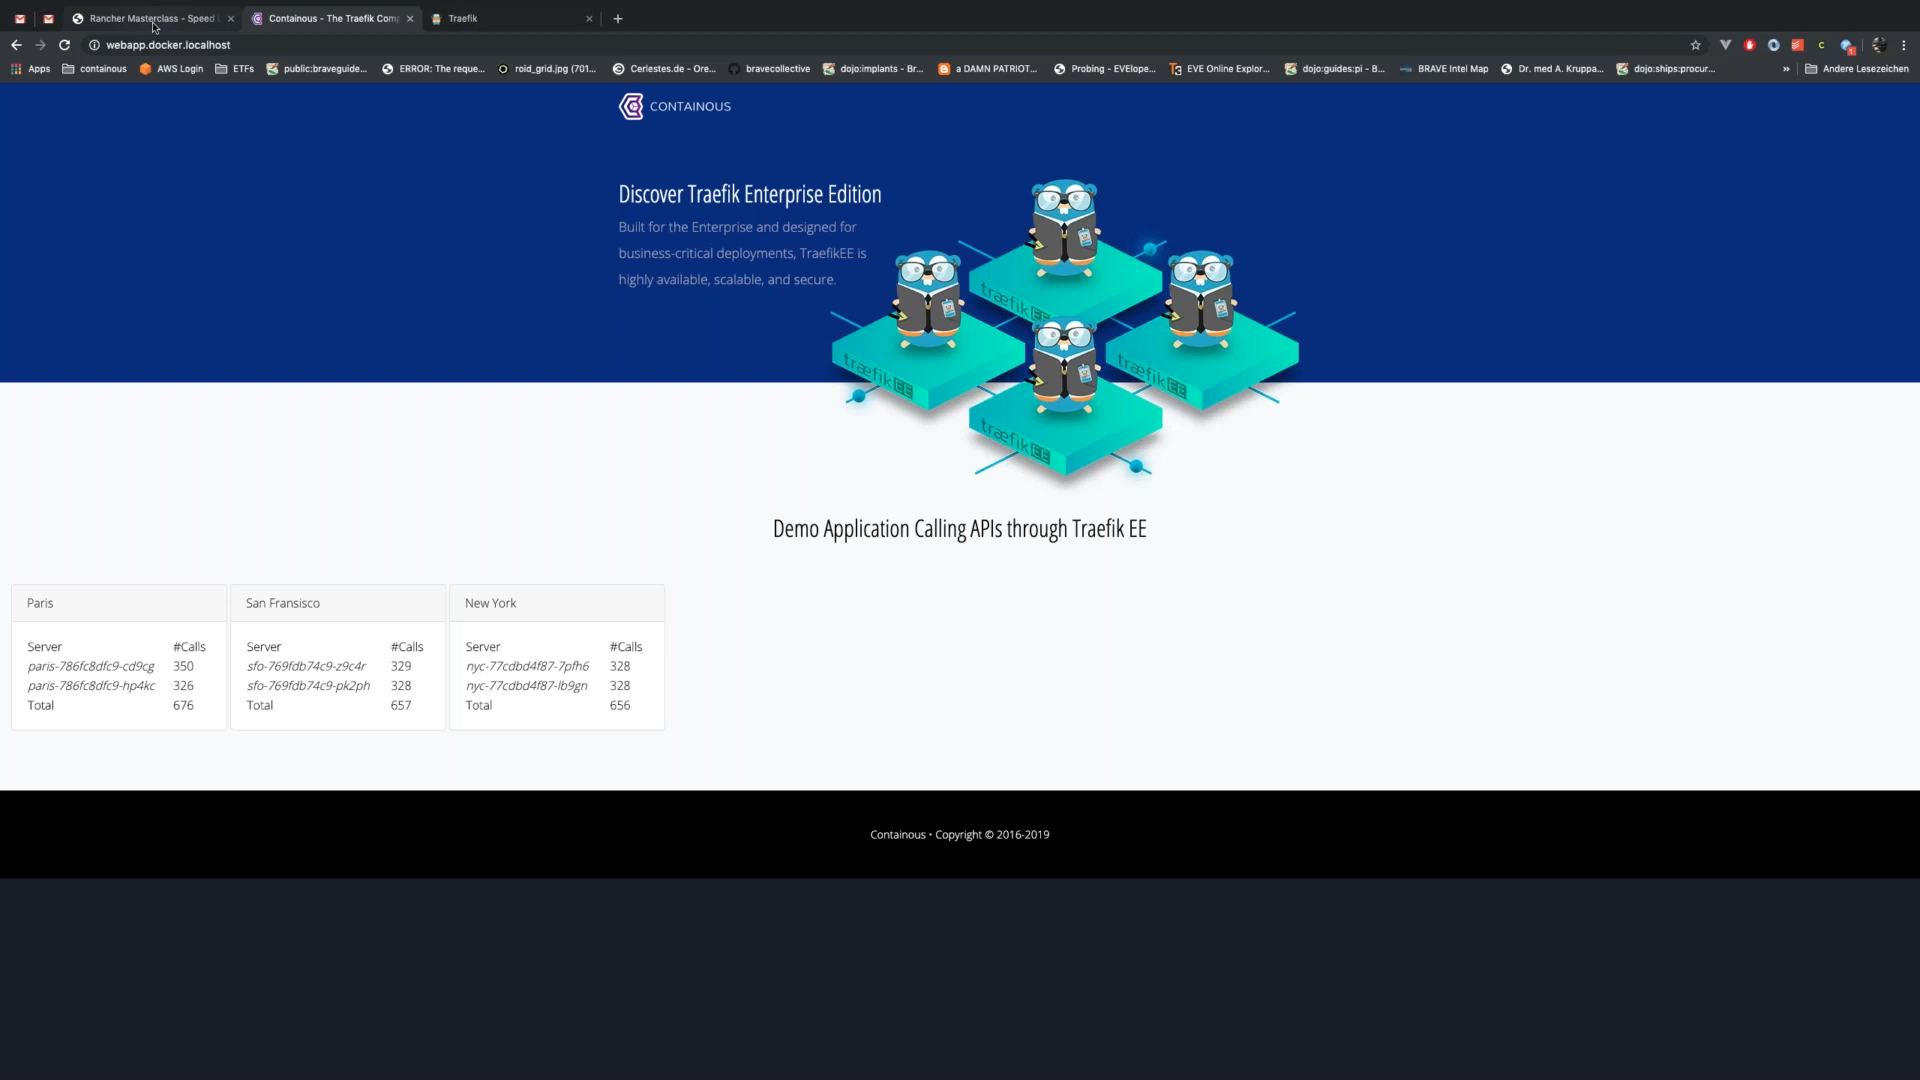 Rancher Masterclass - Speed
Containous - The Traefik Com
Traefik
webapp.docker.localhost
Apps
containous
AWS Login
ETFs
public:braveguide...
ERROR: The reque...
roid_grid.jpg (701...
Cerlestes.de - Ore...
bravecollective
dojo:implants - Br...
a DAMN PATRIOT...
Probing - EVElope...
EVE Online Explor...
dojo:guides:pi - B...
BRAVE Intel Map
Dr. med A. Kruppa...
dojo:ships:procur...
»
Andere Lesezeichen
CONTAINOUS
Discover Traefik Enterprise Edition
Built for the Enterprise and designed for
business-critical deployments, TraefikEE is
highly available, scalable, and secure.
træfikEE
træfikEE
træfikEE
træfikEE
Demo Application Calling APIs through Traefik EE
Paris
Server #Calls
paris-786fc8dfc9-cd9cg 350
paris-786fc8dfc9-hp4kc 326
Total 676
San Fransisco
Server #Calls
sfo-769fdb74c9-z9c4r 329
sfo-769fdb74c9-pk2ph 328
Total 657
New York
Server #Calls
nyc-77cdbd4f87-7pfh6 328
nyc-77cdbd4f87-lb9gn 328
Total 656
Containous • Copyright © 2016-2019